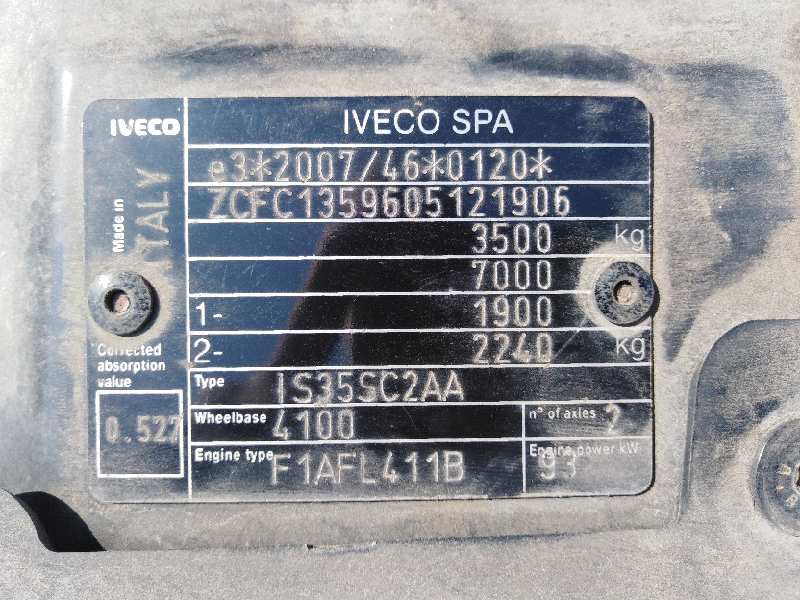 IVECO
IVECO SPA
Made in
ITALY
e3*2007/46*0120*
ZCFC1359605121906
3500 kg
7000
1- 1900
2- 2240 kg
Corrected
absorption
value
0.527
Type IS35SC2AA
Wheelbase 4100
n° of axles 2
Engine type F1AFL411B
Engine power kW 93